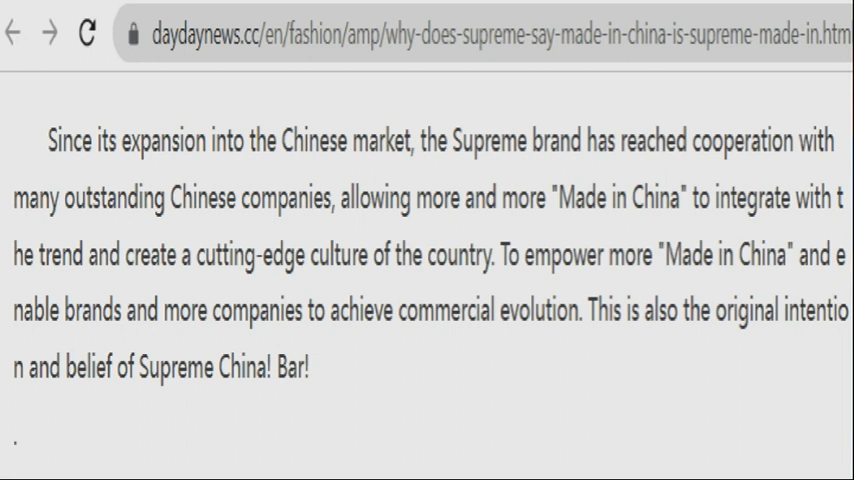 daydaynews.cc/en/fashion/amp/why-does-supreme-say-made-in-china-is-supreme-made-in.html
Since its expansion into the Chinese market, the Supreme brand has reached cooperation with
many outstanding Chinese companies, allowing more and more "Made in China" to integrate with t
he trend and create a cutting-edge culture of the country. To empower more "Made in China" and e
nable brands and more companies to achieve commercial evolution. This is also the original intentio
n and belief of Supreme China! Bar!
.